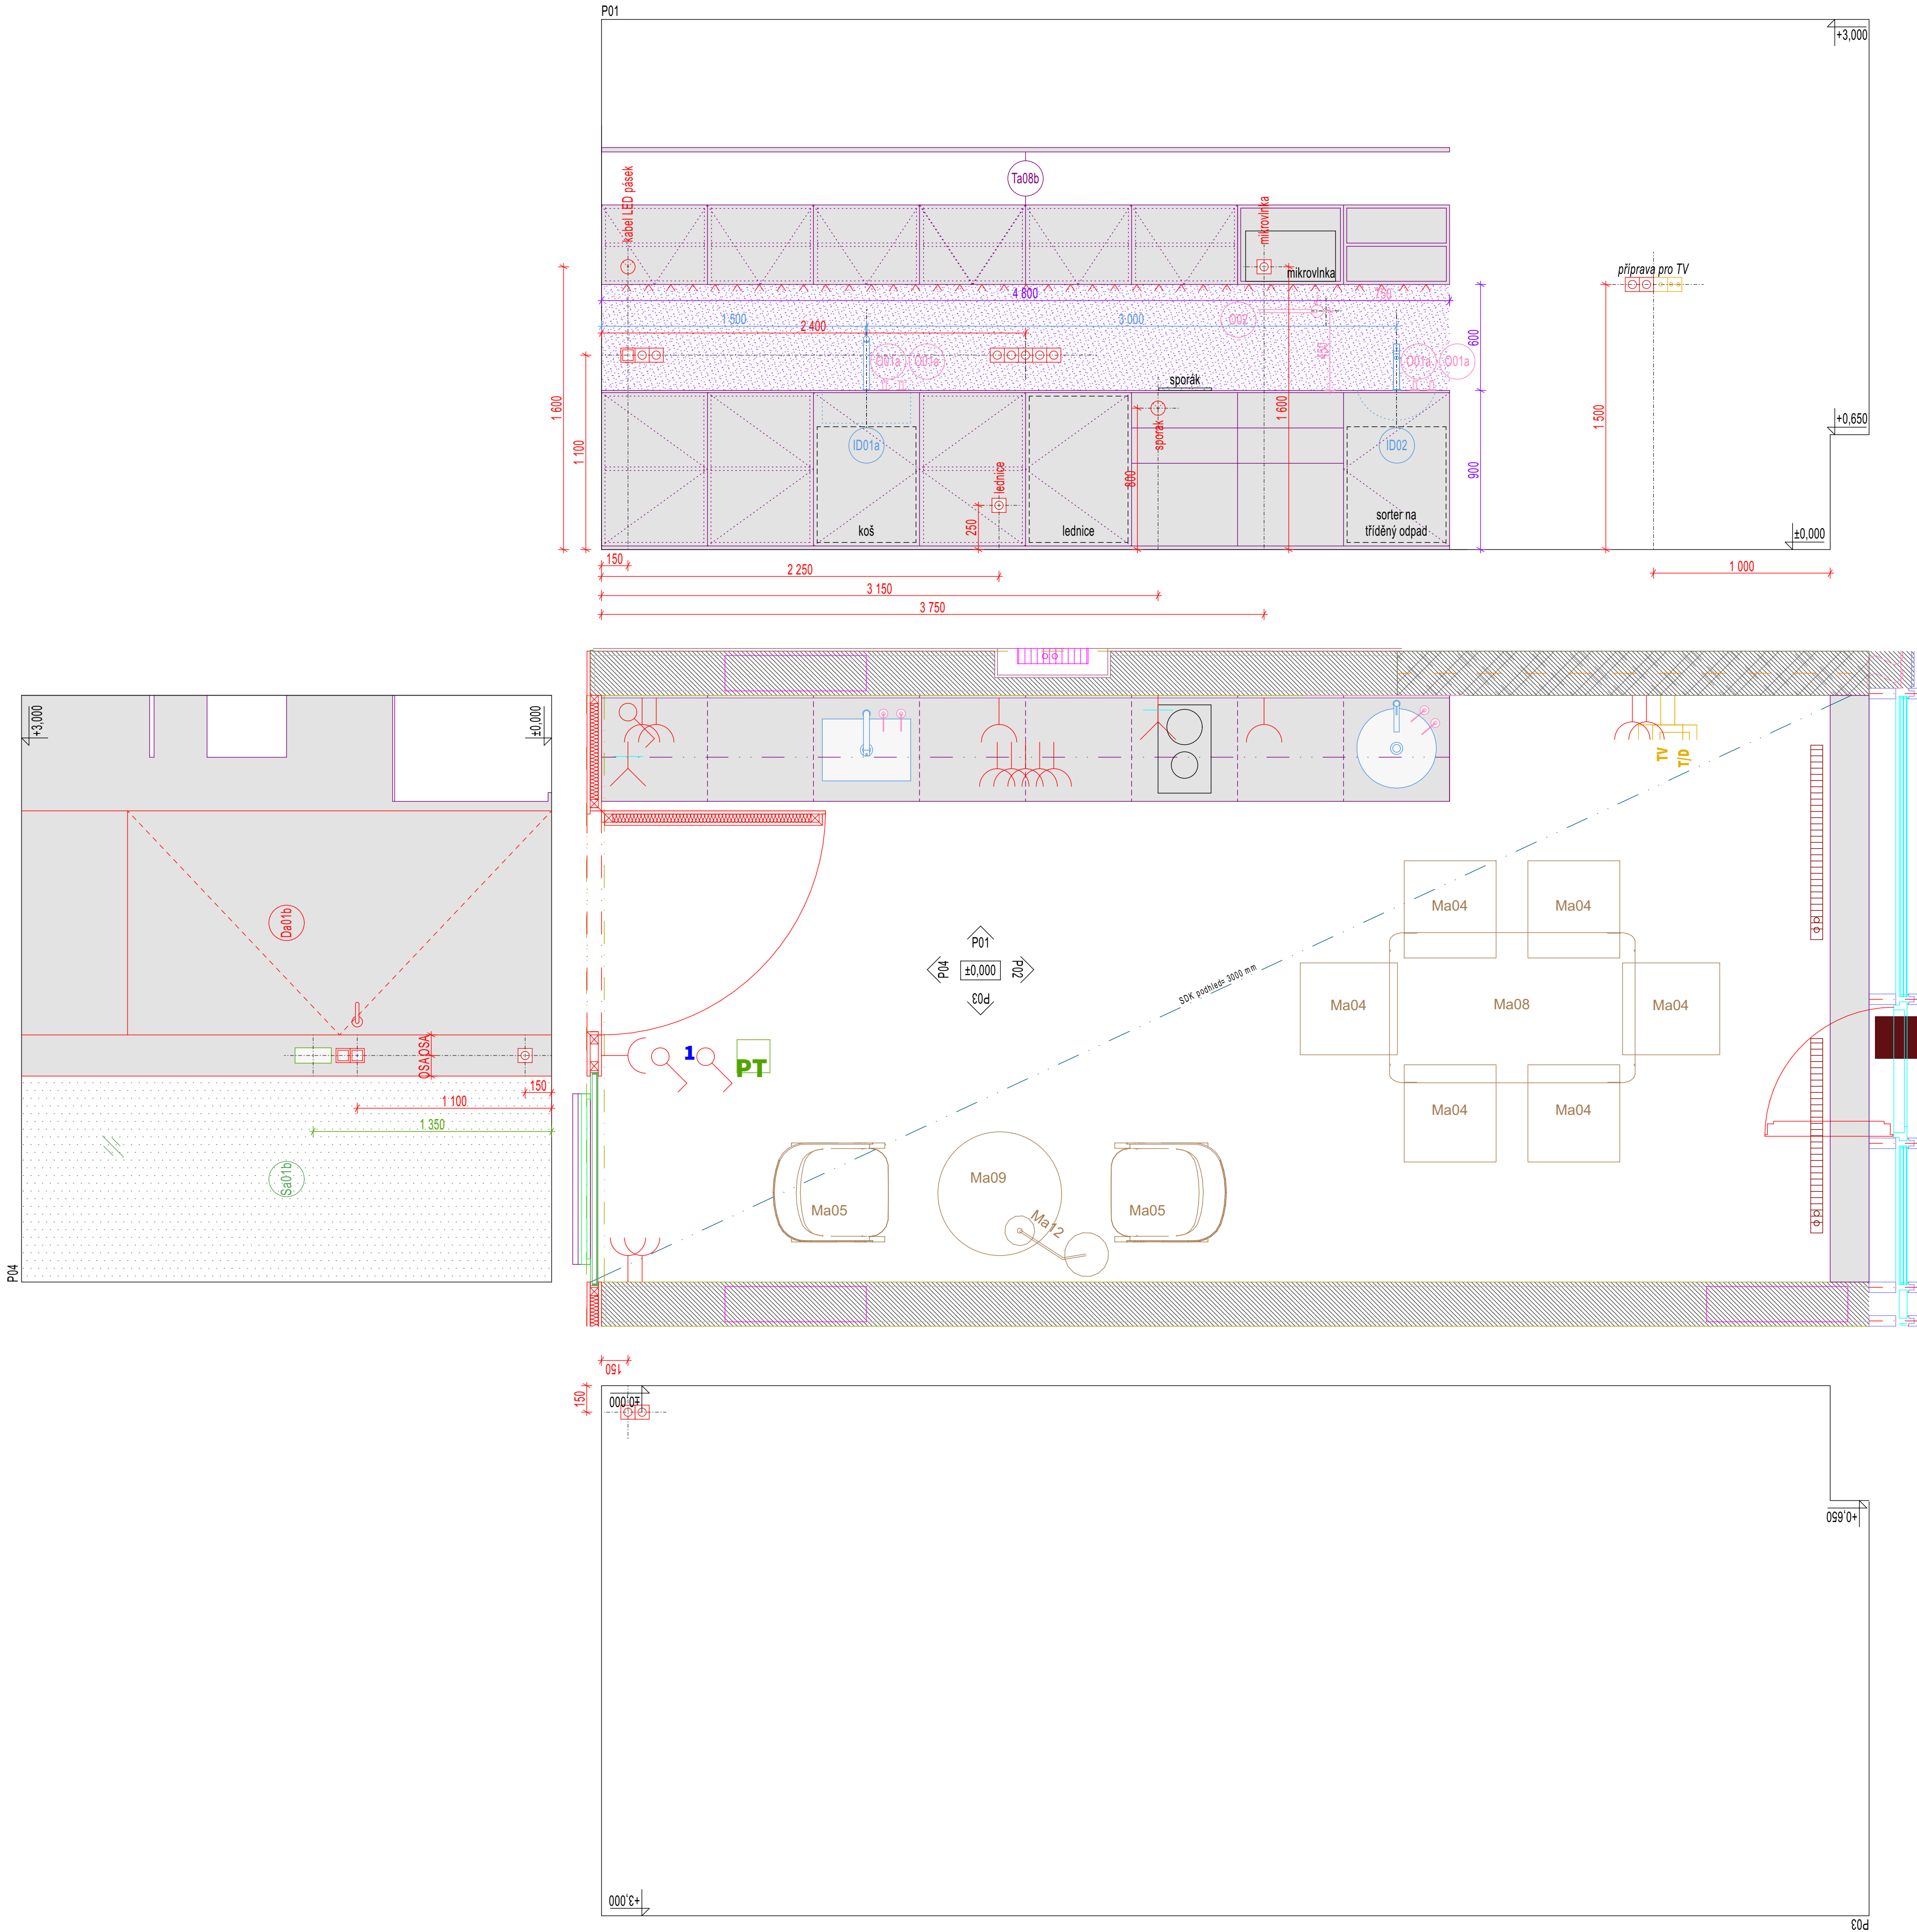 P01
+3,000
Ta08b
kabel LED pásek
mikrovlnka
mikrovlnka
příprava pro TV
4 800
750
1 500
3 000
2 400
O02
450
600
O01a
O01a
O01a
O01a
sporák
1 600
1 100
ID01a
ID02
sporák
1 600
1 500
+0,650
900
lednice
800
250
koš
lednice
sorter na
tříděný odpad
±0,000
150
2 250
1 000
3 150
3 750
+3,000
±0,000
TV
T/D
Da01b
Ma04
Ma04
P01
P04
±0,000
P02
P03
SDK podhled= 3000 mm
Ma04
Ma08
Ma04
OSA
OSA
1
PT
150
1 100
1 350
Ma04
Ma04
Sa01b
Ma09
Ma05
Ma12
Ma05
P04
150
150
±0,000
+0,650
+3,000
P03